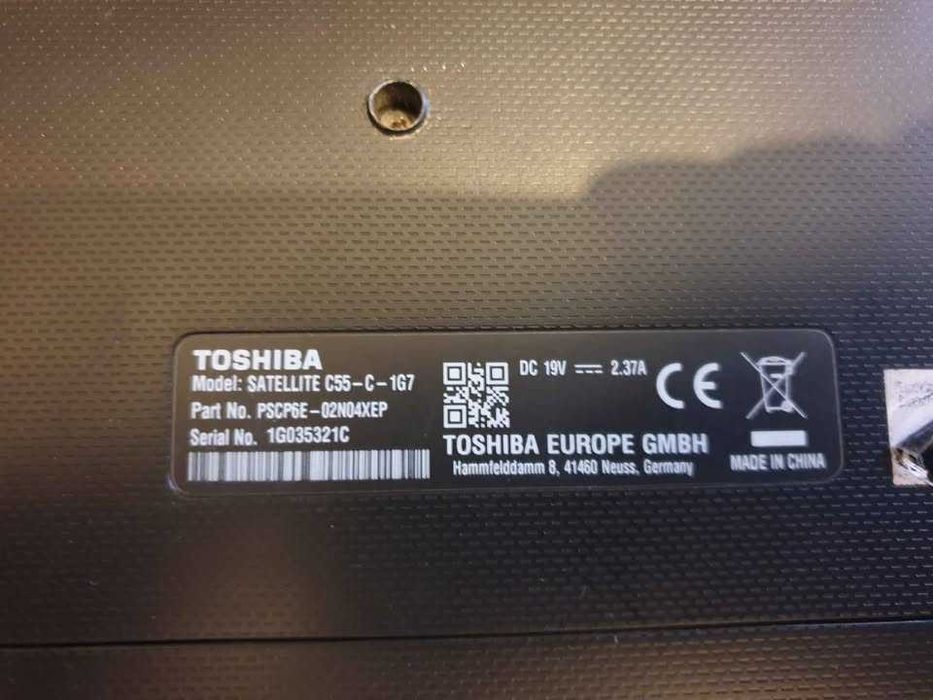 TOSHIBA
Model: SATELLITE C55-C-1G7
Part No. PSCP6E-02N04XEP
Serial No. 1G035321C
DC 19V 2.37A
CE
TOSHIBA EUROPE GMBH
Hammfelddamm 8, 41460 Neuss, Germany
MADE IN CHINA